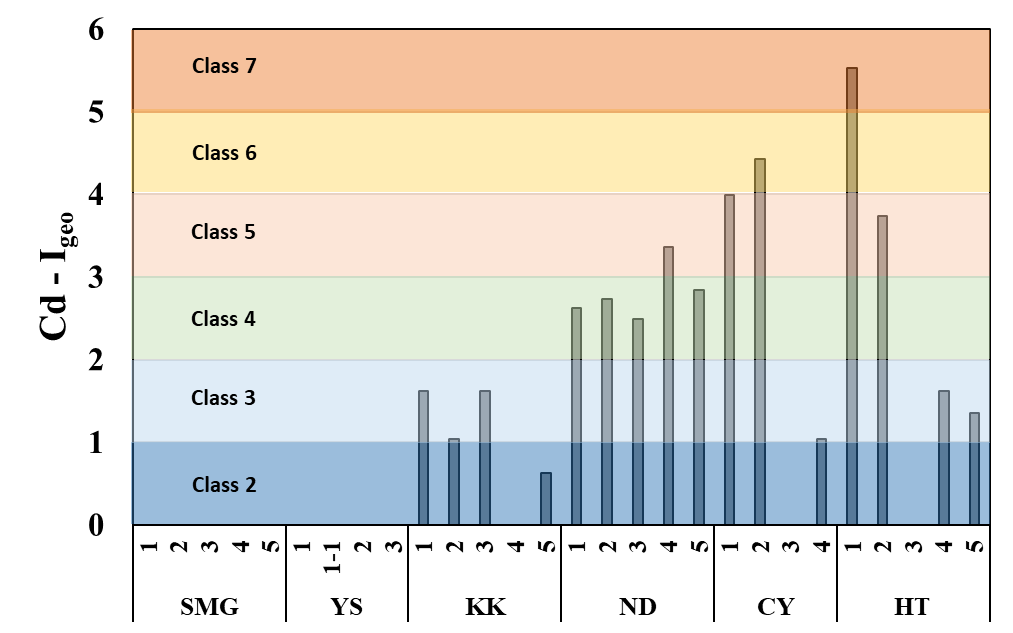 6
Class 7
5
Class 6
4
Class 5
3
Class 4
2
Class 3
1
Class 2
0
Cd - Igeo
1 2 3 4 5 1 1-1 2 3 1 2 3 4 5 1 2 3 4 5 1 2 3 4 1 2 3 4 5
SMG YS KK ND CY HT